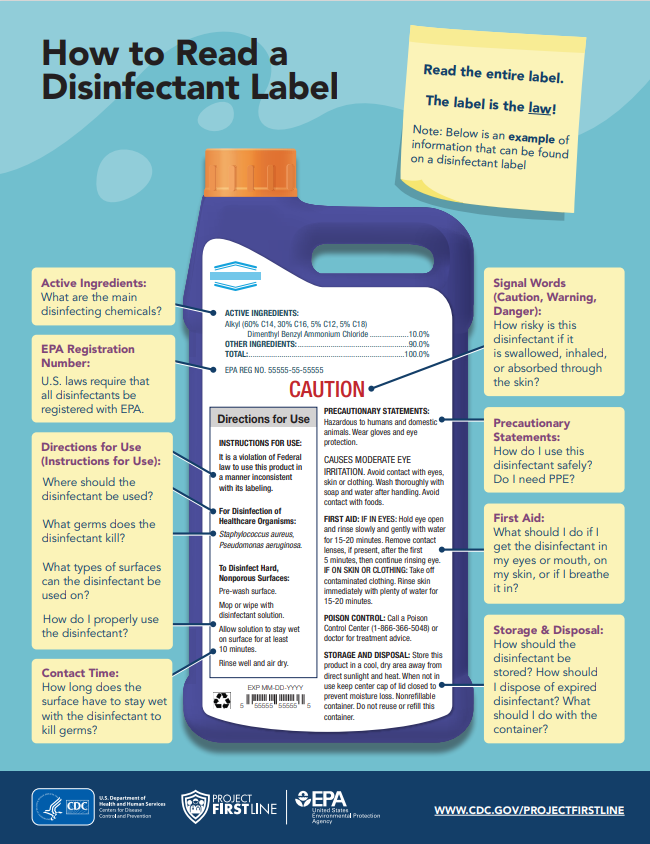 How to Read a
Disinfectant Label
Read the entire label.
The label is the law!
Note: Below is an example of
information that can be found
on a disinfectant label
Active Ingredients:
What are the main
disinfecting chemicals?
EPA Registration
Number:
U.S. laws require that
all disinfectants be
registered with EPA.
Directions for Use
(Instructions for Use):
Where should the
disinfectant be used?
What germs does the
disinfectant kill?
What types of surfaces
can the disinfectant be
used on?
How do I properly use
the disinfectant?
Contact Time:
How long does the
surface have to stay wet
with the disinfectant to
kill germs?
ACTIVE INGREDIENTS:
Alkyl (60% C14, 30% C16, 5% C12, 5% C18)
Dimenthyl Benzyl Ammonium Chloride ..................10.0%
OTHER INGREDIENTS:.................................................90.0%
TOTAL:.......................................................................100.0%
EPA REG NO. 55555-55-55555
CAUTION
Directions for Use
INSTRUCTIONS FOR USE:
It is a violation of Federal
law to use this product in
a manner inconsistent
with its labeling.
For Disinfection of
Healthcare Organisms:
Staphylococcus aureus,
Pseudomonas aeruginosa.
To Disinfect Hard,
Nonporous Surfaces:
Pre-wash surface.
Mop or wipe with
disinfectant solution.
Allow solution to stay wet
on surface for at least
10 minutes.
Rinse well and air dry.
EXP MM-DD-YYYY
5 55555 55555 5
PRECAUTIONARY STATEMENTS:
Hazardous to humans and domestic
animals. Wear gloves and eye
protection.
CAUSES MODERATE EYE
IRRITATION. Avoid contact with eyes,
skin or clothing. Wash thoroughly with
soap and water after handling. Avoid
contact with foods.
FIRST AID: IF IN EYES: Hold eye open
and rinse slowly and gently with water
for 15-20 minutes. Remove contact
lenses, if present, after the first
5 minutes, then continue rinsing eye.
IF ON SKIN OR CLOTHING: Take off
contaminated clothing. Rinse skin
immediately with plenty of water for
15-20 minutes.
POISON CONTROL: Call a Poison
Control Center (1-866-366-5048) or
doctor for treatment advice.
STORAGE AND DISPOSAL: Store this
product in a cool, dry area away from
direct sunlight and heat. When not in
use keep center cap of lid closed to
prevent moisture loss. Nonrefillable
container. Do not reuse or refill this
container.
Signal Words
(Caution, Warning,
Danger):
How risky is this
disinfectant if it
is swallowed, inhaled,
or absorbed through
the skin?
Precautionary
Statements:
How do I use this
disinfectant safely?
Do I need PPE?
First Aid:
What should I do if I
get the disinfectant in
my eyes or mouth, on
my skin, or if I breathe
it in?
Storage & Disposal:
How should the
disinfectant be
stored? How should
I dispose of expired
disinfectant? What
should I do with the
container?
CDC
U.S. Department of
Health and Human Services
Centers for Disease
Control and Prevention
PROJECT
FIRSTLINE
EPA
United States
Environmental Protection
Agency
WWW.CDC.GOV/PROJECTFIRSTLINE